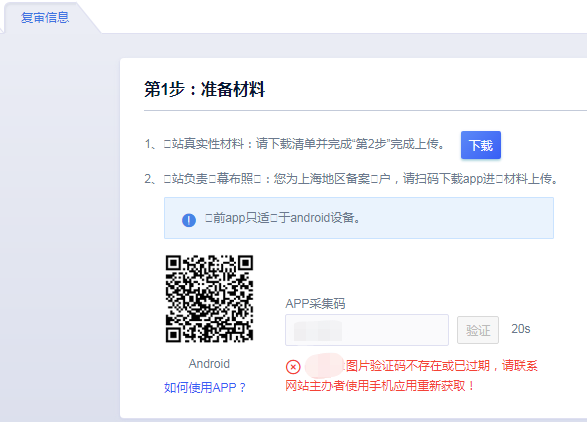 复审信息
第1步：准备材料
1、□站真实性材料：请下载清单并完成“第2步”完成上传。 下载
2、□站负责□幕布照□：您为上海地区备案□户，请扫码下载app进□材料上传。
□前app只适□于android设备。
APP采集码
验证 20s
Android
如何使用APP？
图片验证码不存在或已过期，请联系
网站主办者使用手机应用重新获取！